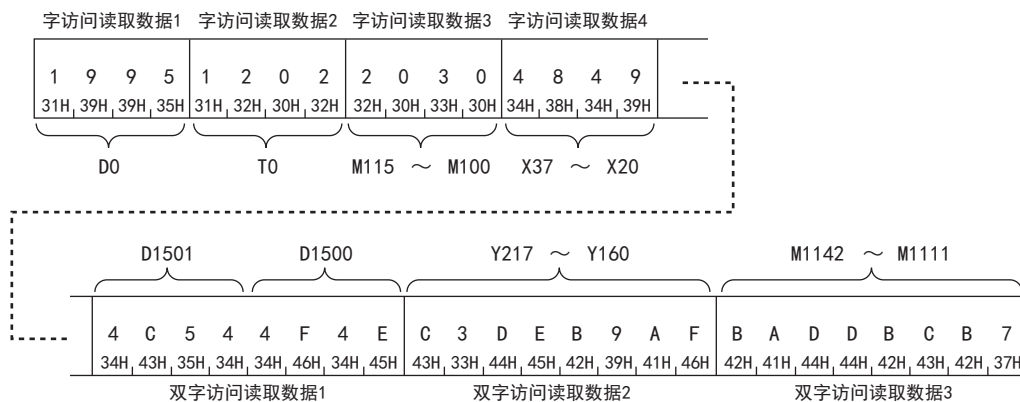 字访问读取数据1 字访问读取数据2 字访问读取数据3 字访问读取数据4
1 9 9 5 1 2 0 2 2 0 3 0 4 8 4 9
31H 39H 39H 35H 31H 32H 30H 32H 32H 30H 33H 30H 34H 38H 34H 39H
D0 T0 M115 ～ M100 X37 ～ X20
D1501 D1500 Y217 ～ Y160 M1142 ～ M1111
4 C 5 4 4 F 4 E C 3 D E B 9 A F B A D D B C B 7
34H 43H 35H 34H 34H 46H 34H 45H 43H 33H 44H 45H 42H 39H 41H 46H 42H 41H 44H 44H 42H 43H 42H 37H
双字访问读取数据1 双字访问读取数据2 双字访问读取数据3